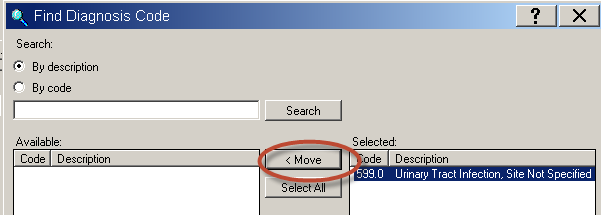 Find Diagnosis Code
?
Search:
By description
By code
Search
Available:
Selected:
Code Description
< Move
Code Description
599.0 Urinary Tract Infection, Site Not Specified
Select All